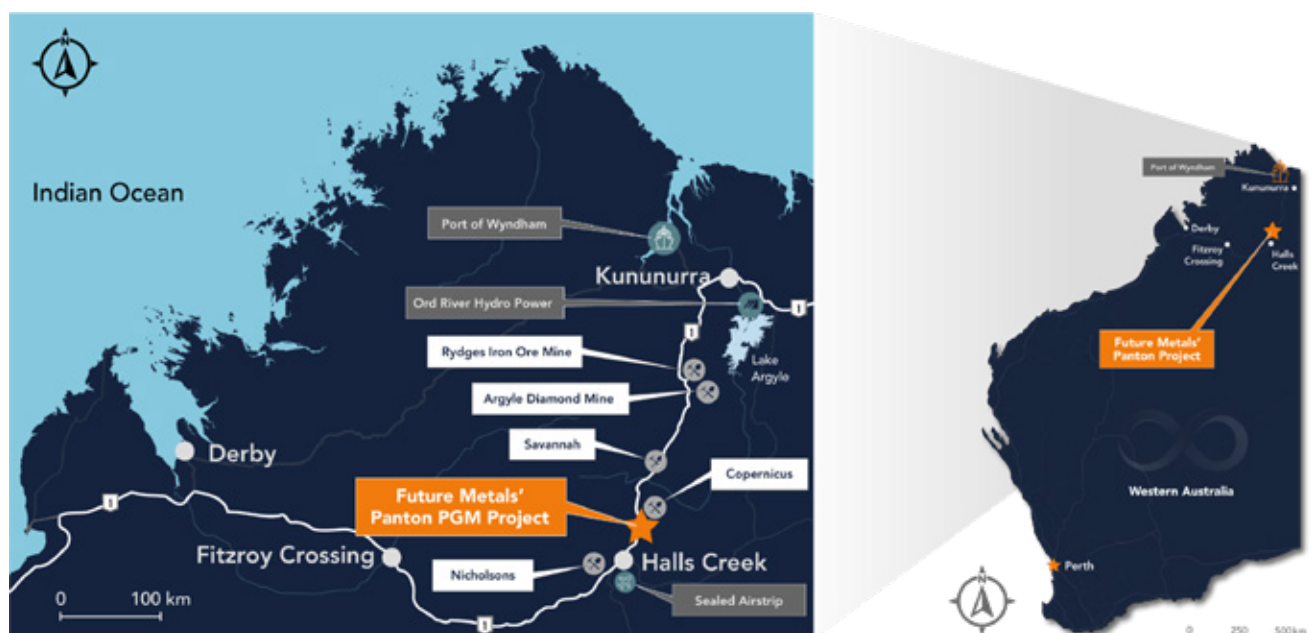 N
Indian Ocean
Port of Wyndham
Kununurra
Ord River Hydro Power
1
1
Rydges Iron Ore Mine
Lake
Argyle
Argyle Diamond Mine
Savannah
Derby
Copernicus
Future Metals'
Panton PGM Project
1
Fitzroy Crossing
Halls Creek
Nicholsons
Sealed Airstrip
0 100 km
1
Port of Wyndham
Kununurra
Derby
Fitzroy
Crossing
Halls
Creek
Future Metals'
Panton Project
Western Australia
Perth
N
0 250 500km